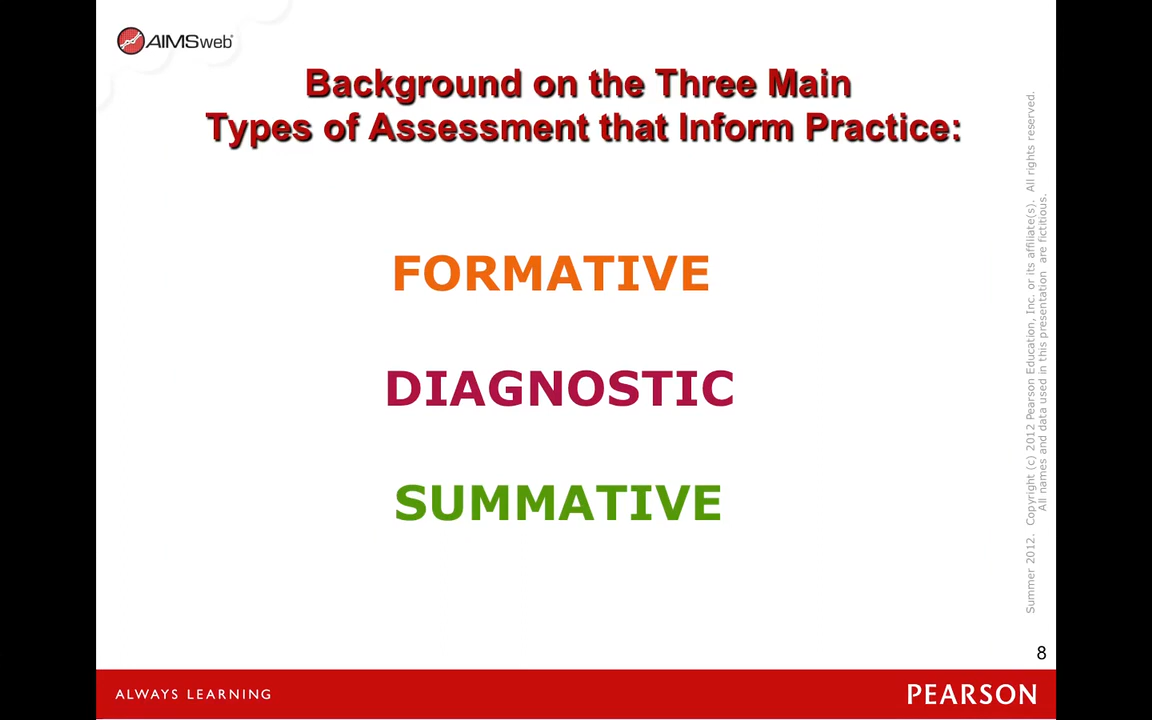 AIMSweb
Background on the Three Main
Types of Assessment that Inform Practice:
FORMATIVE
DIAGNOSTIC
SUMMATIVE
Summer 2012. Copyright (c) 2012 Pearson Education, Inc. or its affiliate(s). All rights reserved.
All names and data used in this presentation are fictitious.
8
ALWAYS LEARNING
PEARSON